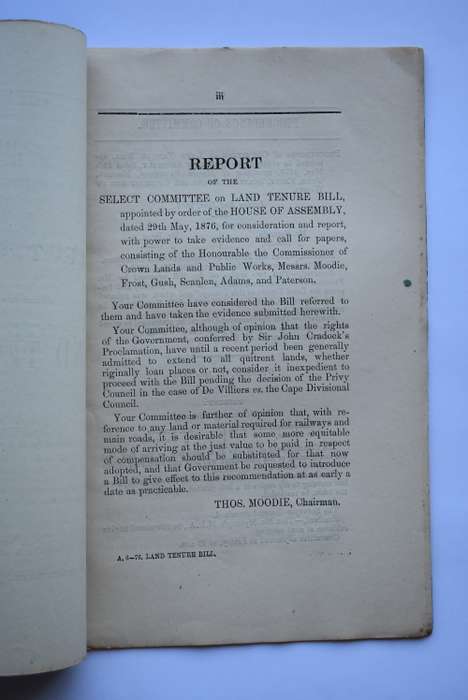 iii
REPORT
OF THE
SELECT COMMITTEE on LAND TENURE BILL,
appointed by order of the HOUSE OF ASSEMBLY,
dated 29th May, 1876, for consideration and report,
with power to take evidence and call for papers,
consisting of the Honourable the Commissioner of
Crown Lands and Public Works, Messrs. Moodie,
Frost, Gush, Scanlen, Adams, and Paterson.
Your Committee have considered the Bill referred to
them and have taken the evidence submitted herewith.
Your Committee, although of opinion that the rights
of the Government, conferred by Sir John Cradock's
Proclamation, have until a recent period been generally
admitted to extend to all quitrent lands, whether
riginally loan places or not, consider it inexpedient to
proceed with the Bill pending the decision of the Privy
Council in the case of De Villiers vs. the Cape Divisional
Council.
Your Committee is further of opinion that, with re-
ference to any land or material required for railways and
main roads, it is desirable that some more equitable
mode of arriving at the just value to be paid in respect
of compensation should be substituted for that now
adopted, and that Government be requested to introduce
a Bill to give effect to this recommendation at as early a
date as practicable.
THOS. MOODIE, Chairman.
LAND TENURE BILL.